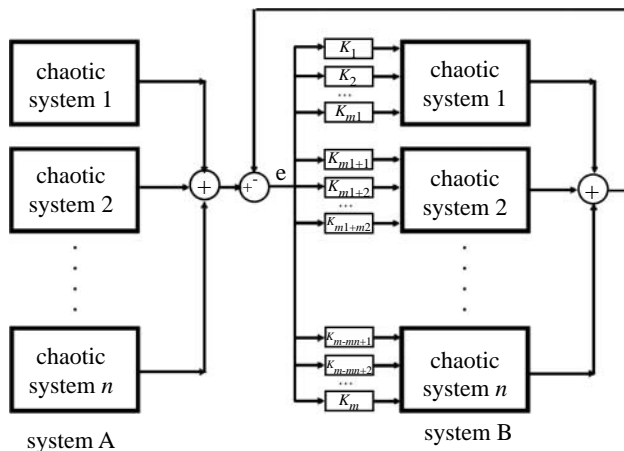 chaotic
system 1
chaotic
system 2
chaotic
system n
system A
+
+
-
e
K1
K2
...
Km1
Km1+1
Km1+2
...
Km1+m2
Km-mn+1
Km-mn+2
...
Km
chaotic
system 1
chaotic
system 2
chaotic
system n
system B
+